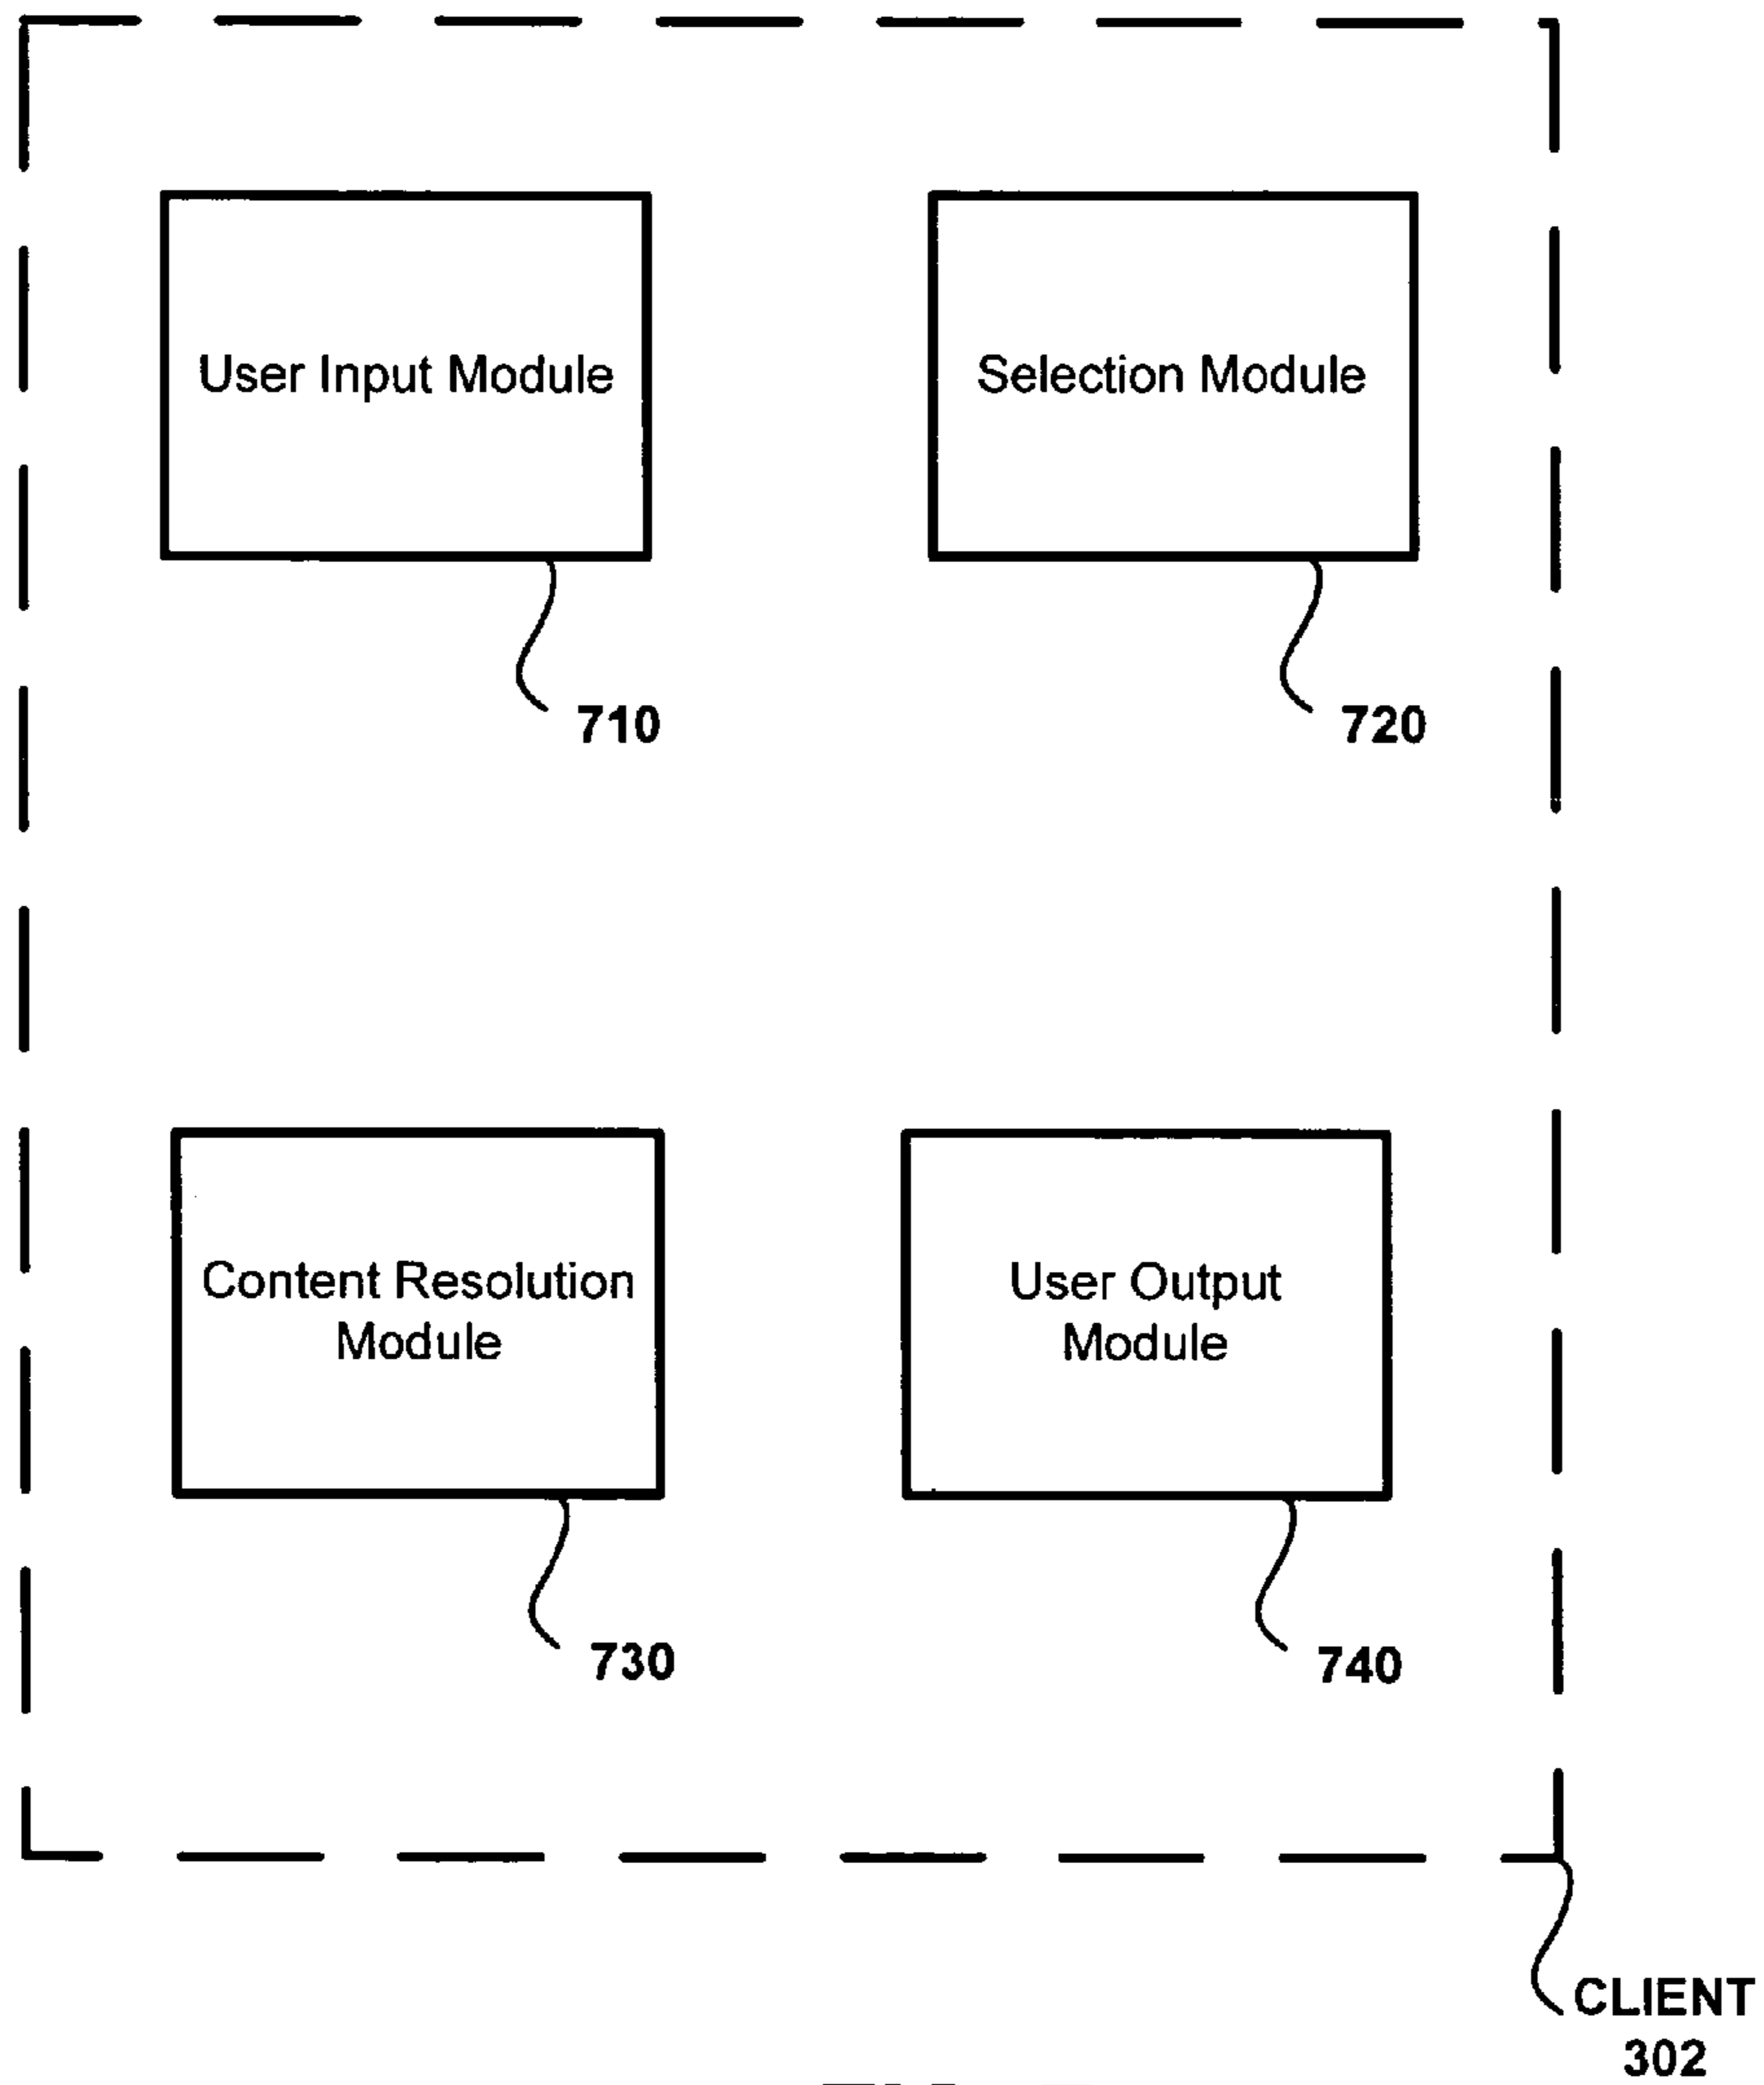 User Input Module
Selection Module
710
720
Content Resolution
Module
User Output
Module
730
740
CLIENT
302